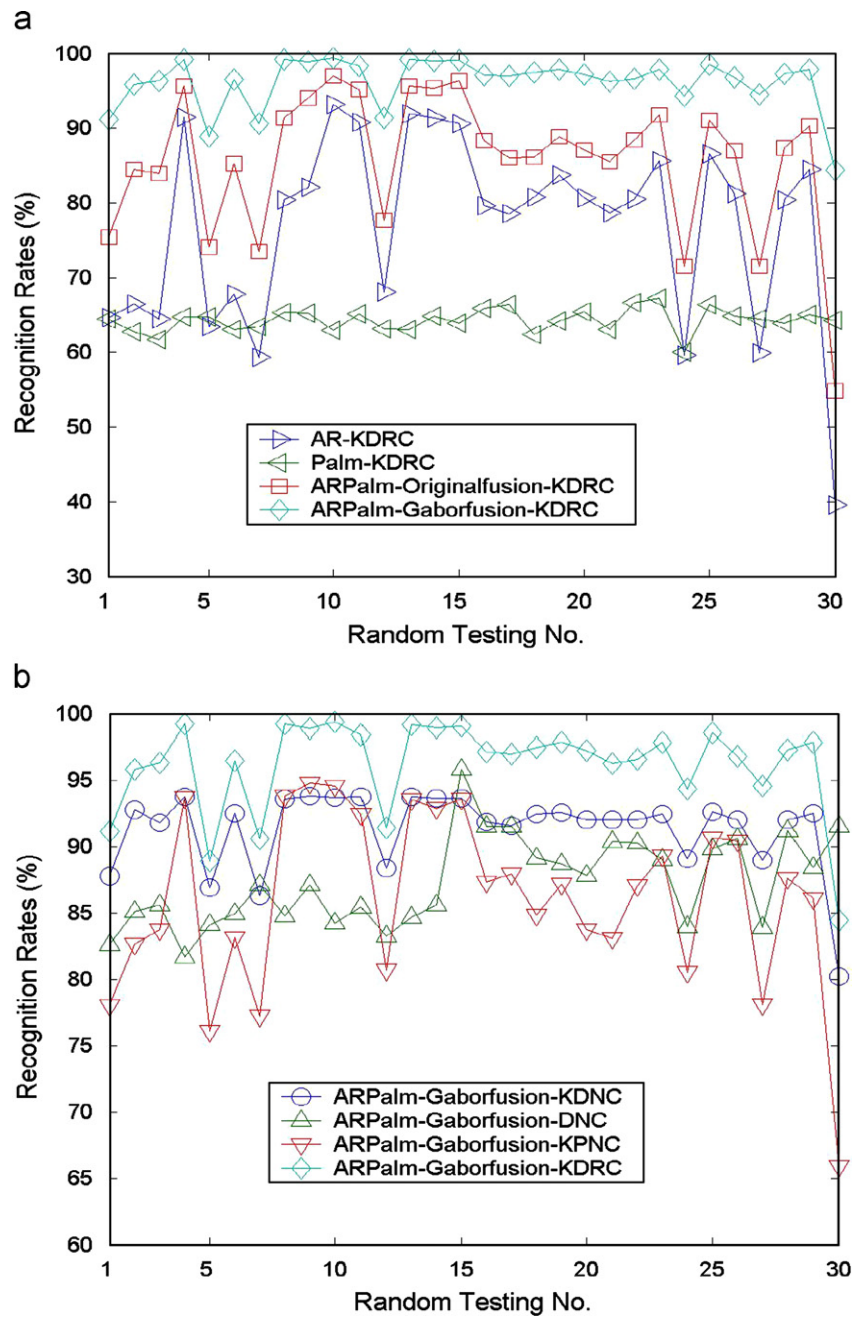 a
100
90
80
70
60
50
40
30
Recognition Rates (%)
AR-KDRC
Palm-KDRC
ARPalm-Originalfusion-KDRC
ARPalm-Gaborfusion-KDRC
1 5 10 15 20 25 30
Random Testing No.
b
100
95
90
85
80
75
70
65
60
Recognition Rates (%)
ARPalm-Gaborfusion-KDNC
ARPalm-Gaborfusion-DNC
ARPalm-Gaborfusion-KPNC
ARPalm-Gaborfusion-KDRC
1 5 10 15 20 25 30
Random Testing No.